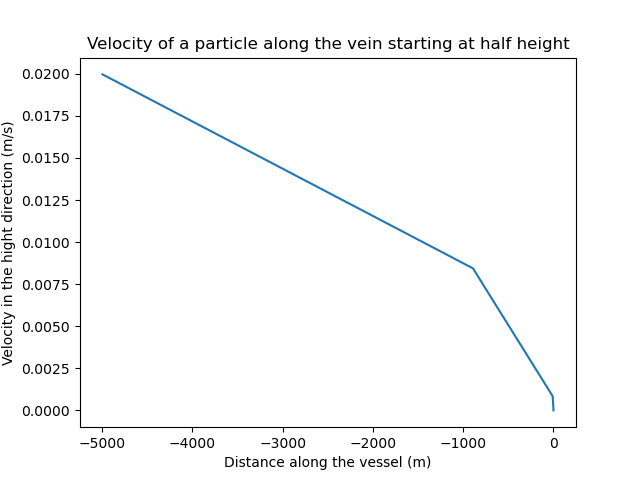 Velocity of a particle along the vein starting at half height
Velocity in the hight direction (m/s)
0.0200
0.0175
0.0150
0.0125
0.0100
0.0075
0.0050
0.0025
0.0000
−5000 −4000 −3000 −2000 −1000 0
Distance along the vessel (m)